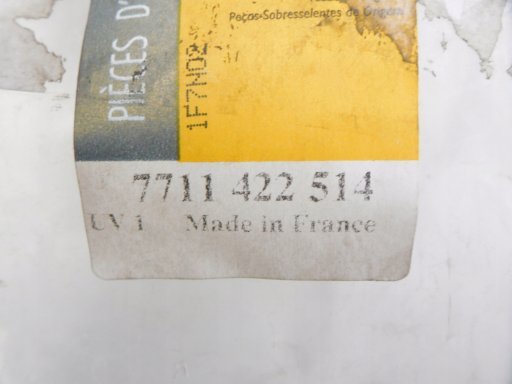 Peças-Sobresselentes de Origem
PIÈCES D'
1F7N02
7711 422 514
UV 1 Made in France